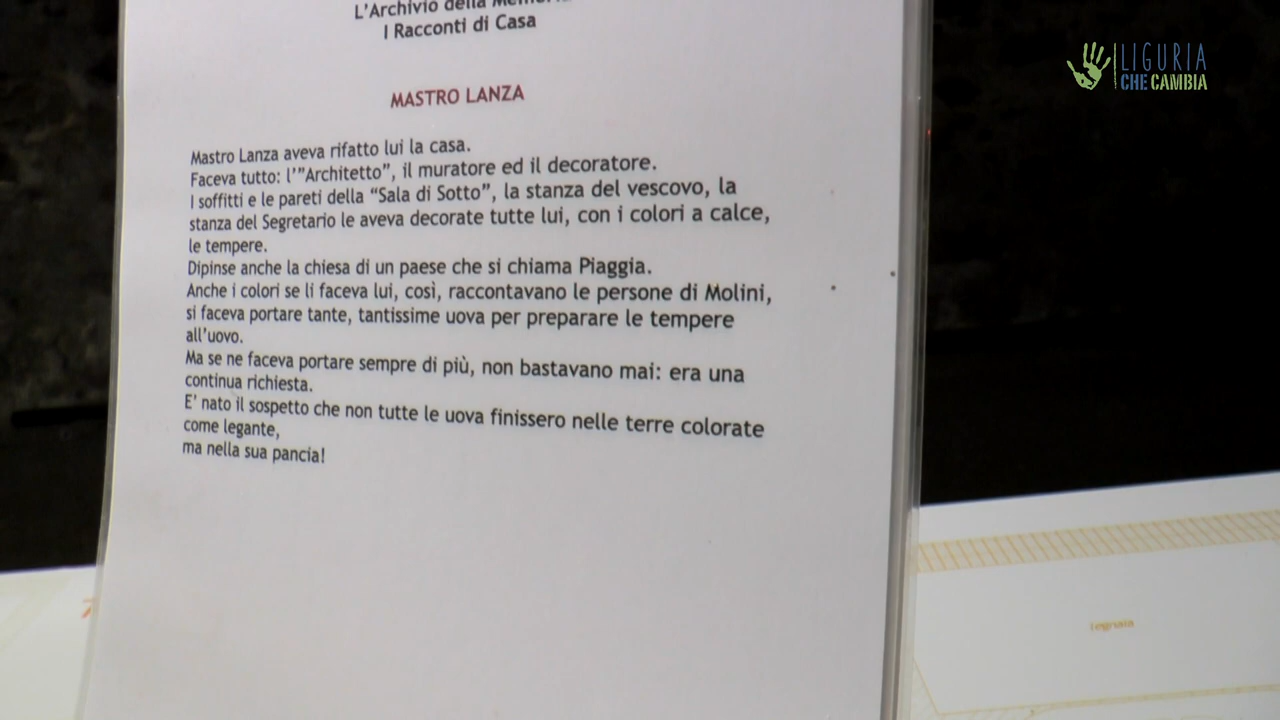 L'Archivio della Memoria
I Racconti di Casa
MASTRO LANZA
Mastro Lanza aveva rifatto lui la casa.
Faceva tutto: l'"Architetto", il muratore ed il decoratore.
I soffitti e le pareti della "Sala di Sotto", la stanza del vescovo, la
stanza del Segretario le aveva decorate tutte lui, con i colori a calce,
le tempere.
Dipinse anche la chiesa di un paese che si chiama Piaggia.
Anche i colori se li faceva lui, così, raccontavano le persone di Molini,
si faceva portare tante, tantissime uova per preparare le tempere
all'uovo.
Ma se ne faceva portare sempre di più, non bastavano mai: era una
continua richiesta.
E' nato il sospetto che non tutte le uova finissero nelle terre colorate
come legante,
ma nella sua pancia!
LIGURIA
CHE CAMBIA
7
Legnaia